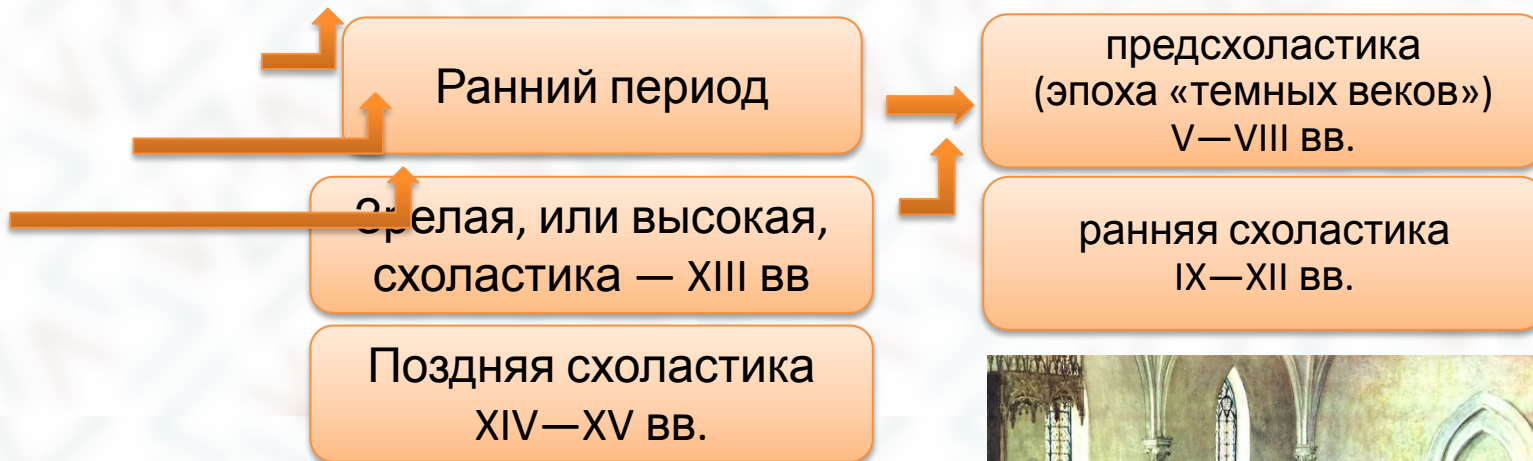 Ранний период
Зрелая, или высокая,
схоластика — XIII вв
Поздняя схоластика
XIV—XV вв.
предсхоластика
(эпоха «темных веков»)
V—VIII вв.
ранняя схоластика
IX—XII вв.